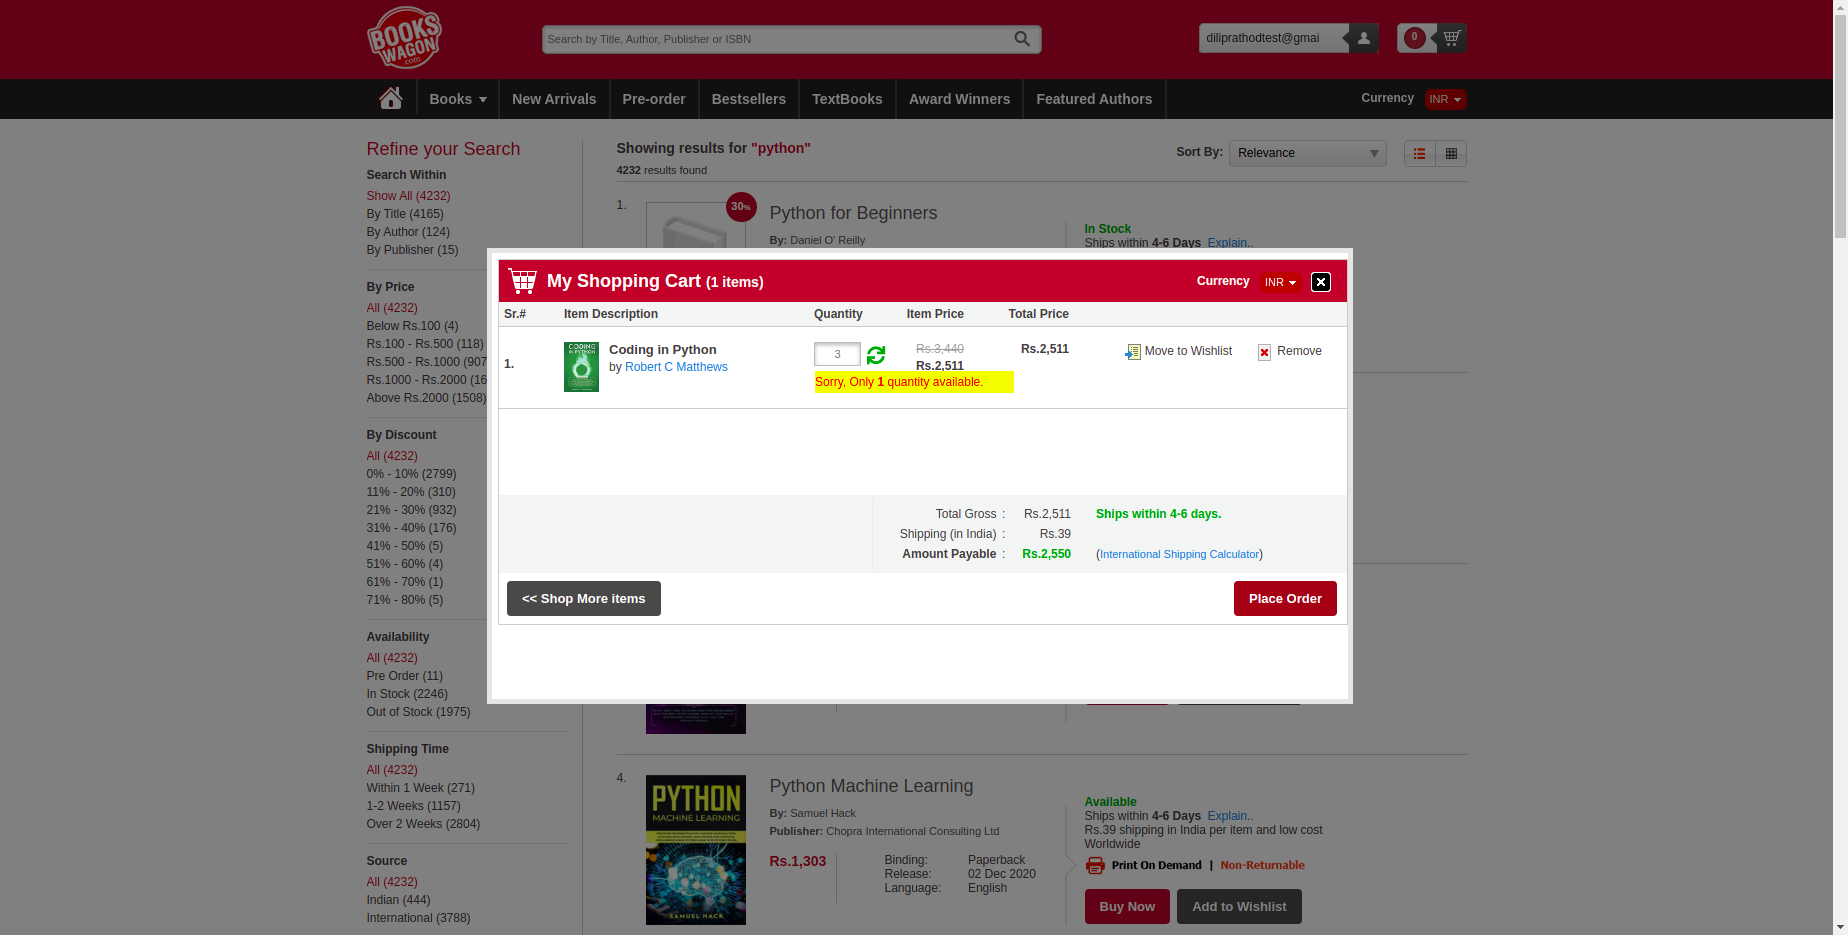 BOOKS
WAGON
.com
Search by Title, Author, Publisher or ISBN
diliprathodtest@gmai
0
Books
New Arrivals
Pre-order
Bestsellers
TextBooks
Award Winners
Featured Authors
Currency
INR
Refine your Search
Search Within
Show All (4232)
By Title (4165)
By Author (124)
By Publisher (15)
By Price
All (4232)
Below Rs.100 (4)
Rs.100 - Rs.500 (118)
Rs.500 - Rs.1000 (907
Rs.1000 - Rs.2000 (16
Above Rs.2000 (1508)
By Discount
All (4232)
0% - 10% (2799)
11% - 20% (310)
21% - 30% (932)
31% - 40% (176)
41% - 50% (5)
51% - 60% (4)
61% - 70% (1)
71% - 80% (5)
Availability
All (4232)
Pre Order (11)
In Stock (2246)
Out of Stock (1975)
Shipping Time
All (4232)
Within 1 Week (271)
1-2 Weeks (1157)
Over 2 Weeks (2804)
Source
All (4232)
Indian (444)
International (3788)
Showing results for "python"
4232 results found
Sort By:
Relevance
1.
30%
Python for Beginners
By: Daniel O' Reilly
In Stock
Ships within 4-6 Days Explain..
My Shopping Cart (1 items)
Currency
INR
Sr.#
Item Description
Quantity
Item Price
Total Price
1.
CODING
IN PYTHON
Coding in Python
by Robert C Matthews
3
Rs.3,440
Rs.2,511
Rs.2,511
Move to Wishlist
Remove
Sorry, Only 1 quantity available.
Total Gross : Rs.2,511
Ships within 4-6 days.
Shipping (in India) : Rs.39
Amount Payable : Rs.2,550
(International Shipping Calculator)
<< Shop More items
Place Order
4.
PYTHON
MACHINE LEARNING
SAMUEL HACK
Python Machine Learning
By: Samuel Hack
Publisher: Chopra International Consulting Ltd
Rs.1,303
Binding: Paperback
Release: 02 Dec 2020
Language: English
Available
Ships within 4-6 Days Explain..
Rs.39 shipping in India per item and low cost
Worldwide
Print On Demand | Non-Returnable
Buy Now
Add to Wishlist